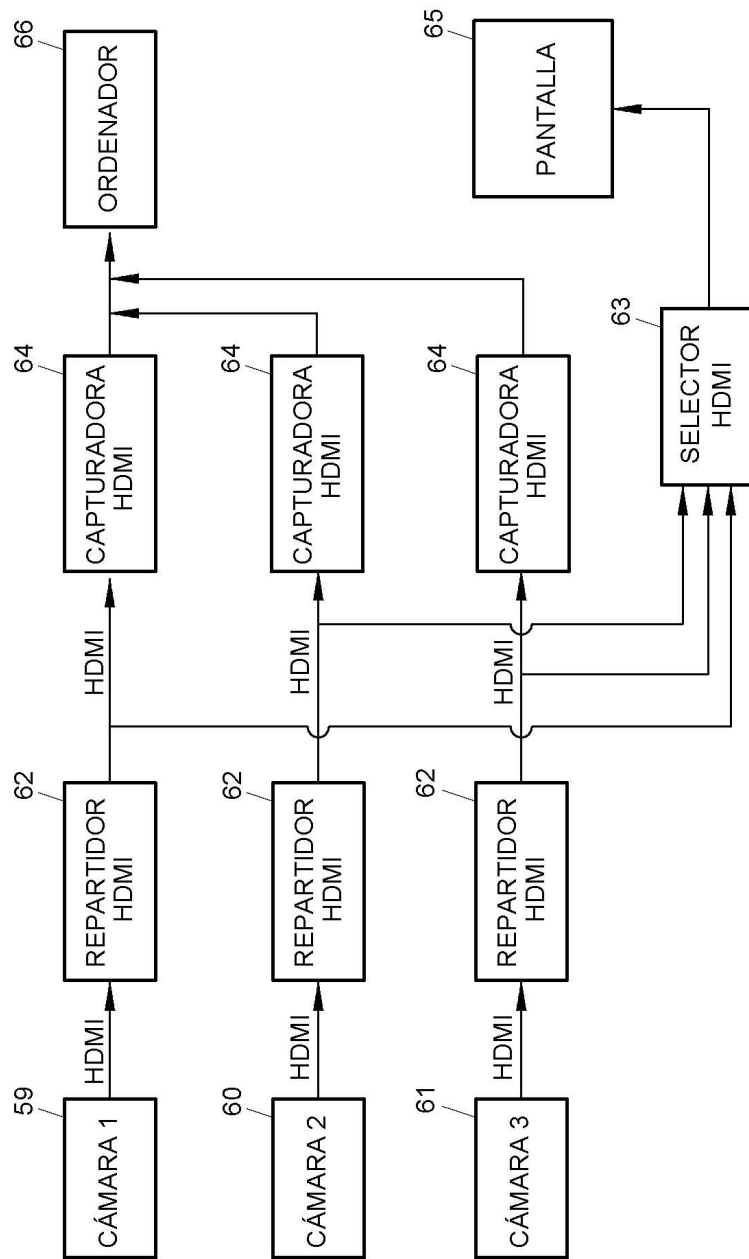 59
CÁMARA 1
HDMI
62
REPARTIDOR
HDMI
HDMI
64
CAPTURADORA
HDMI
66
ORDENADOR
60
CÁMARA 2
HDMI
62
REPARTIDOR
HDMI
64
CAPTURADORA
HDMI
65
PANTALLA
61
CÁMARA 3
HDMI
62
REPARTIDOR
HDMI
HDMI
64
CAPTURADORA
HDMI
63
SELECTOR
HDMI
HDMI